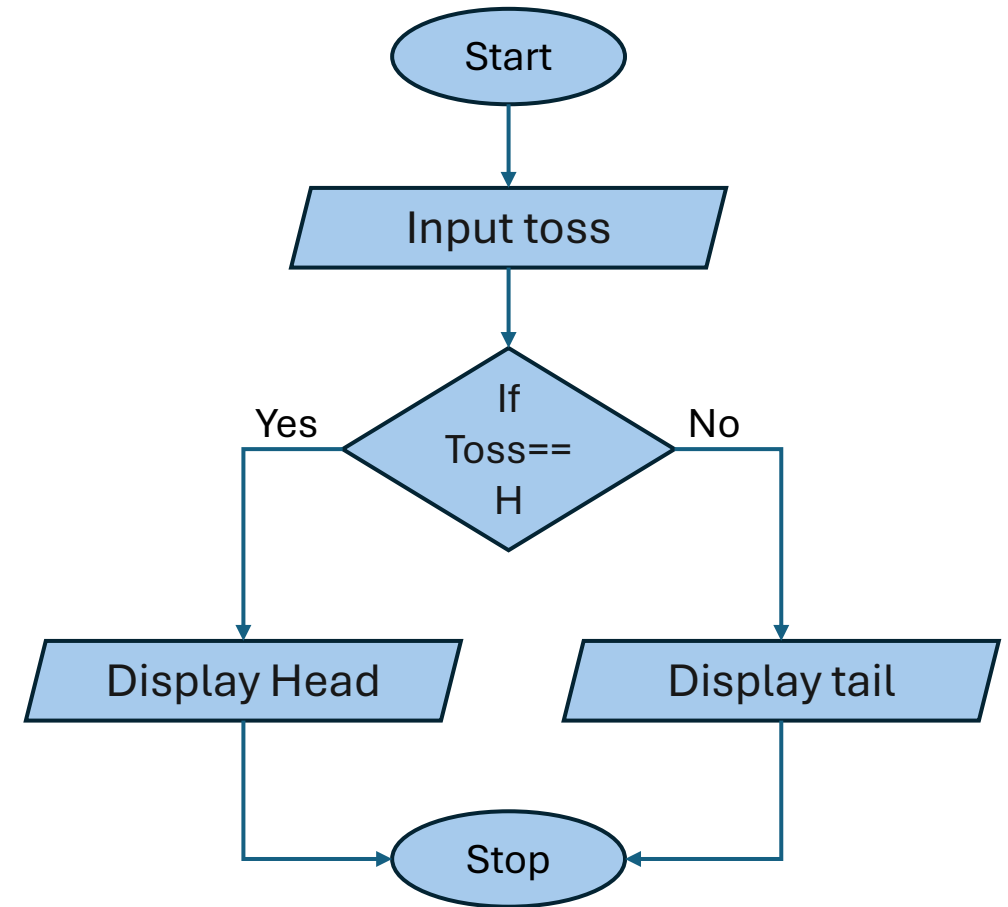 Start
Input toss
If
Toss==
H
Yes
No
Display Head
Display tail
Stop